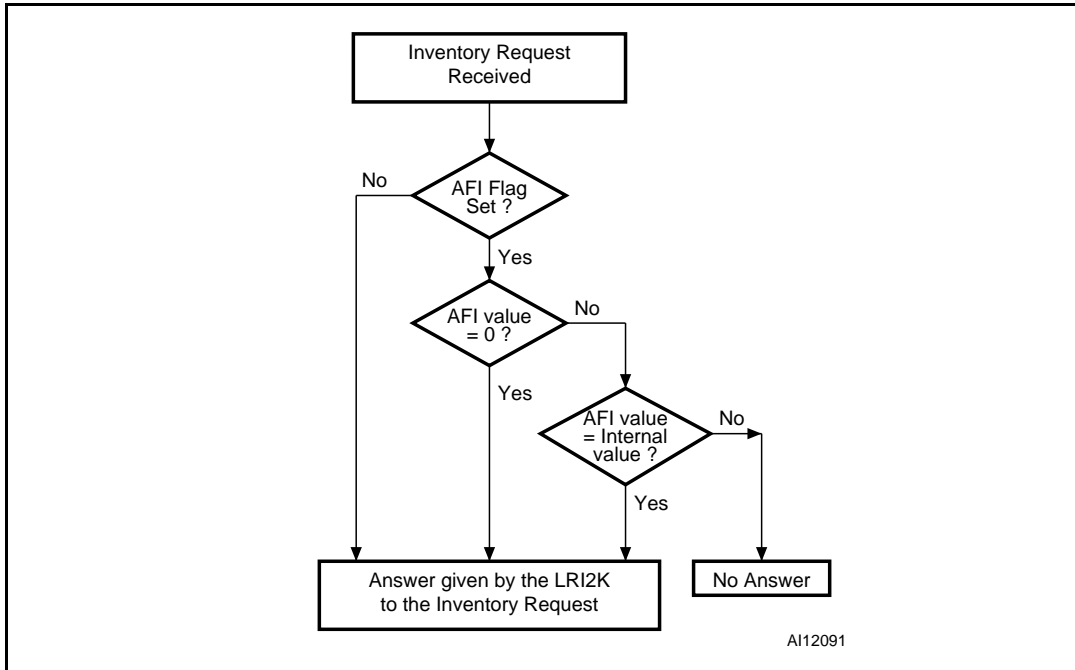 Inventory Request
Received
No
AFI Flag
Set ?
Yes
AFI value
= 0 ?
No
Yes
AFI value
= Internal
value ?
No
Yes
Answer given by the LRI2K
to the Inventory Request
No Answer
AI12091